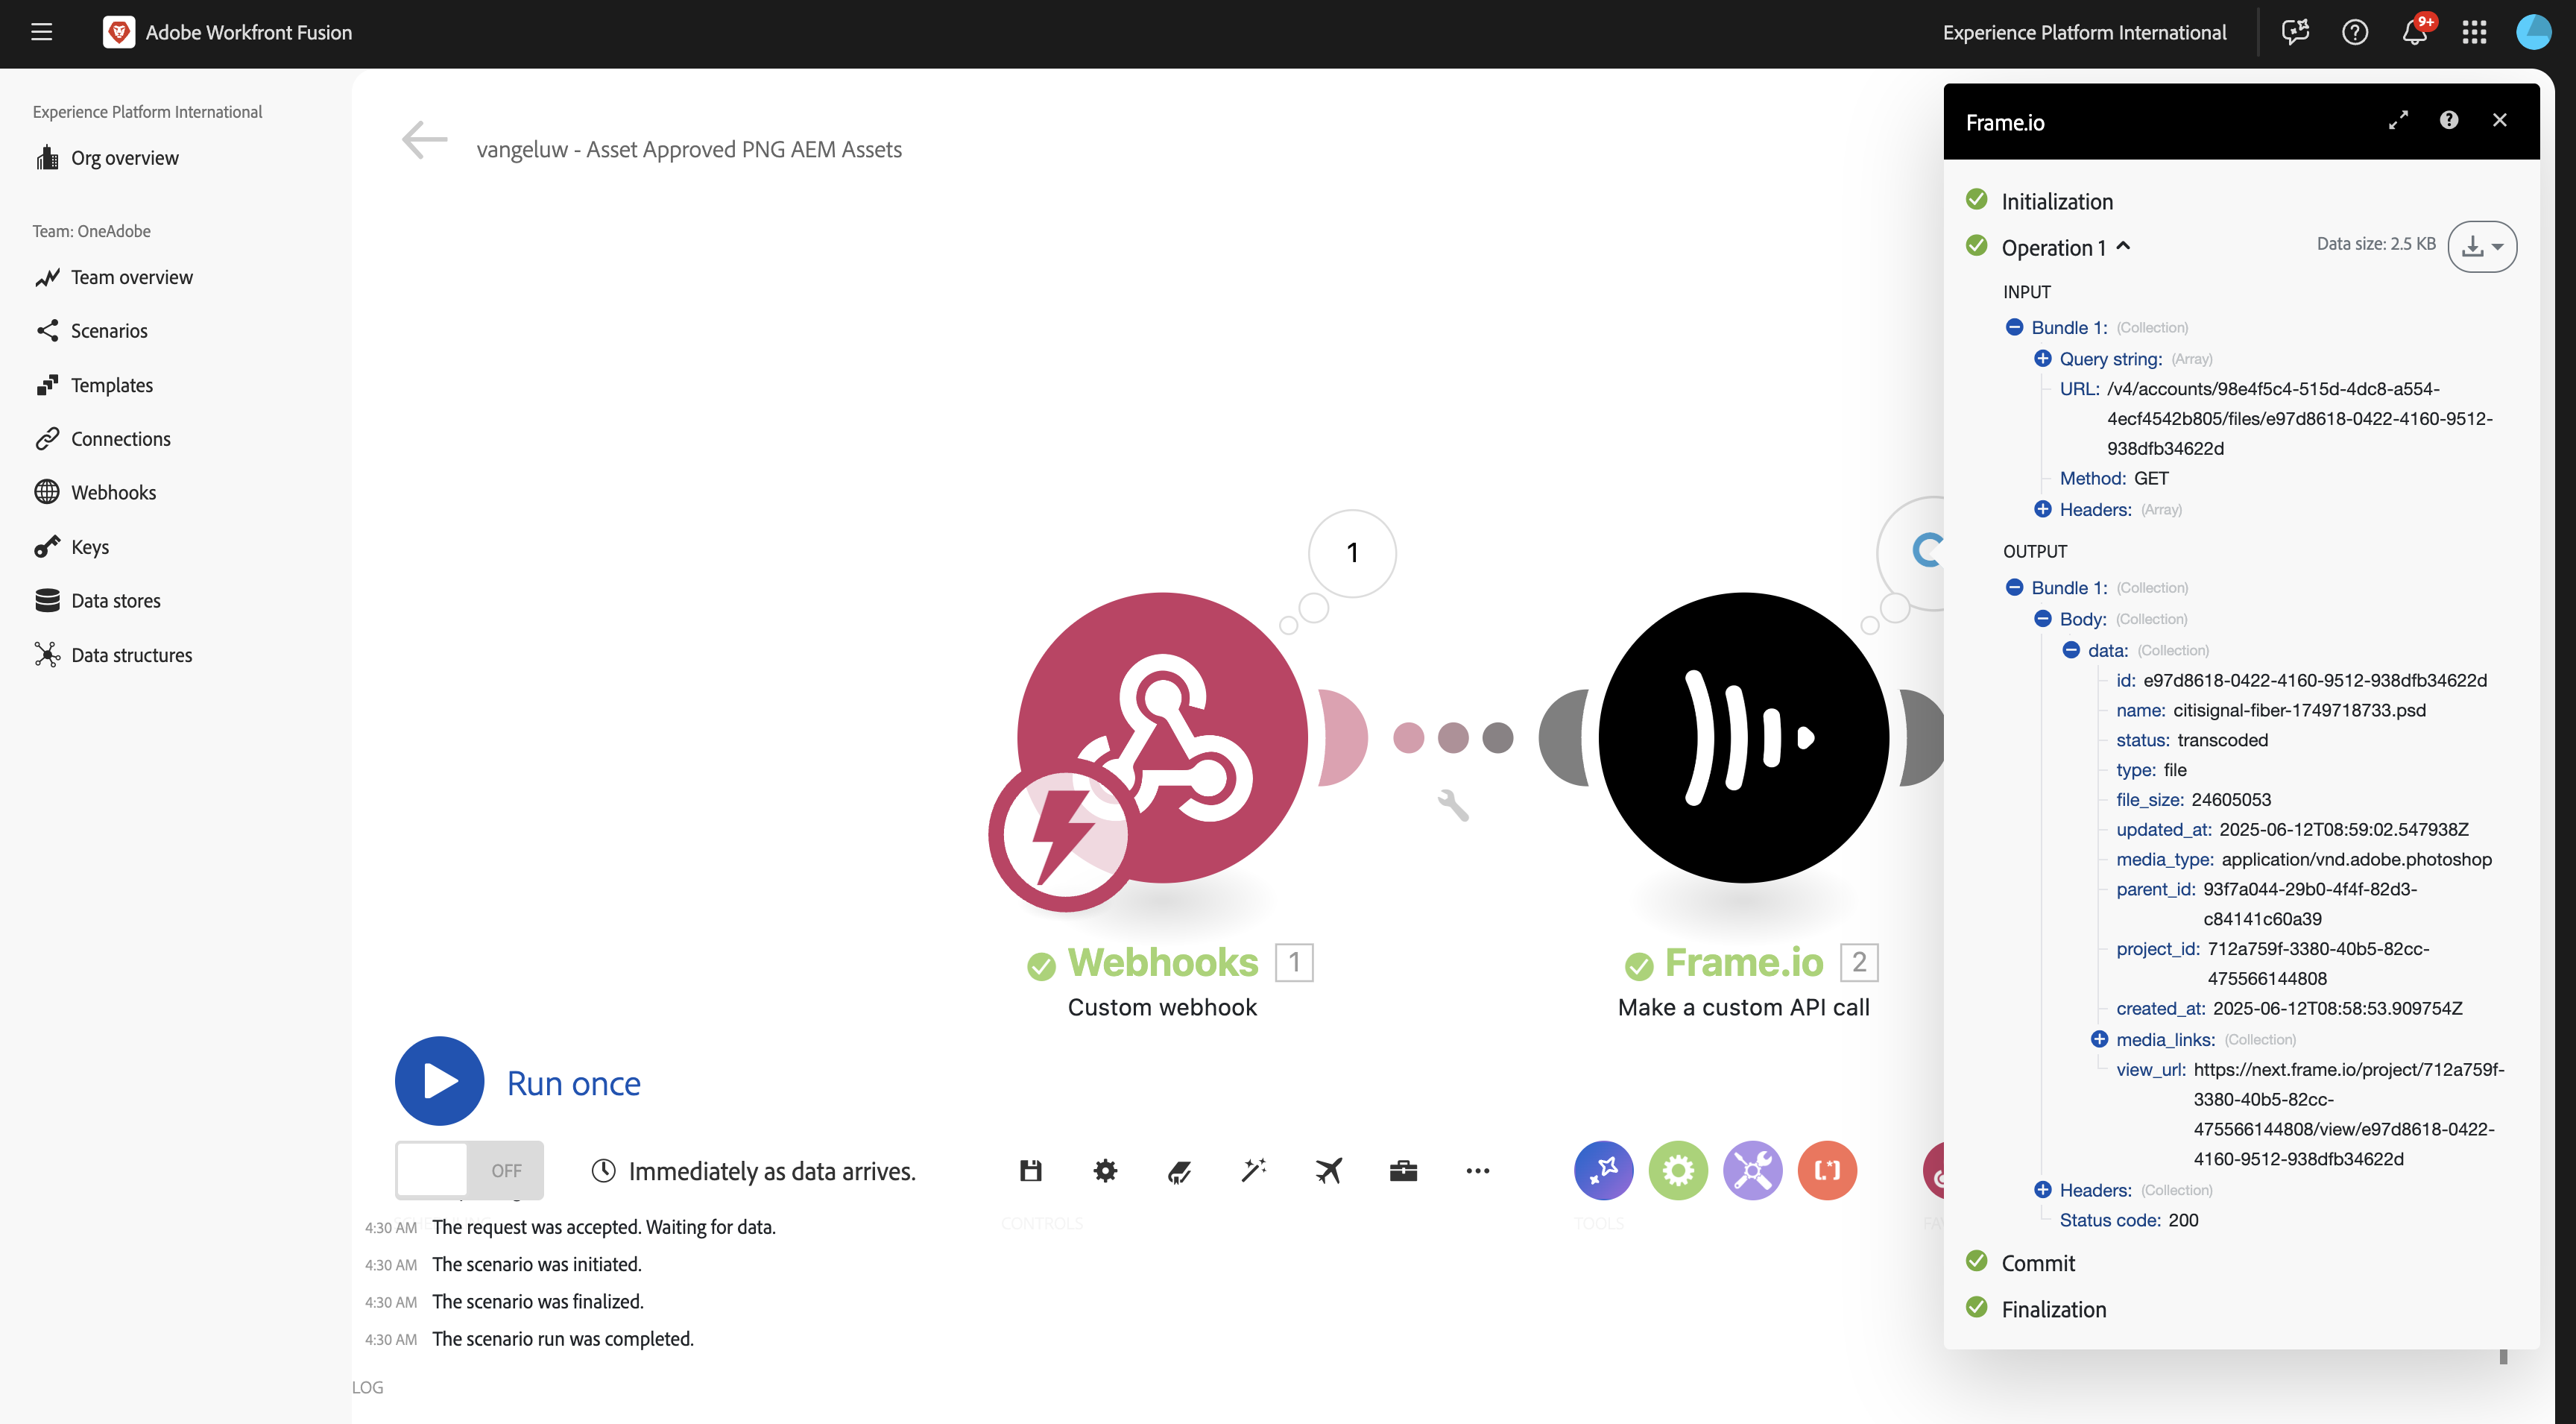 Adobe Workfront Fusion
Experience Platform International
9+
Experience Platform International
Org overview
Team: OneAdobe
Team overview
Scenarios
Templates
Connections
Webhooks
Keys
Data stores
Data structures
vangeluw - Asset Approved PNG AEM Assets
1
Webhooks 1
Custom webhook
Frame.io 2
Make a custom API call
Run once
OFF
Immediately as data arrives.
CONTROLS
TOOLS
4:30 AM The request was accepted. Waiting for data.
4:30 AM The scenario was initiated.
4:30 AM The scenario was finalized.
4:30 AM The scenario run was completed.
LOG
Frame.io
Initialization
Operation 1
Data size: 2.5 KB
INPUT
Bundle 1: (Collection)
Query string: (Array)
URL: /v4/accounts/98e4f5c4-515d-4dc8-a554-
4ecf4542b805/files/e97d8618-0422-4160-9512-
938dfb34622d
Method: GET
Headers: (Array)
OUTPUT
Bundle 1: (Collection)
Body: (Collection)
data: (Collection)
id: e97d8618-0422-4160-9512-938dfb34622d
name: citisignal-fiber-1749718733.psd
status: transcoded
type: file
file_size: 24605053
updated_at: 2025-06-12T08:59:02.547938Z
media_type: application/vnd.adobe.photoshop
parent_id: 93f7a044-29b0-4f4f-82d3-
c84141c60a39
project_id: 712a759f-3380-40b5-82cc-
475566144808
created_at: 2025-06-12T08:58:53.909754Z
media_links: (Collection)
view_url: https://next.frame.io/project/712a759f-
3380-40b5-82cc-
475566144808/view/e97d8618-0422-
4160-9512-938dfb34622d
Headers: (Collection)
Status code: 200
Commit
Finalization